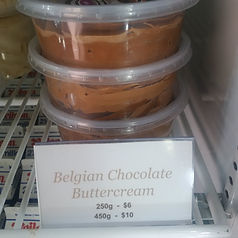 Belgian Chocolate
Buttercream
250g - $6
450g - $10